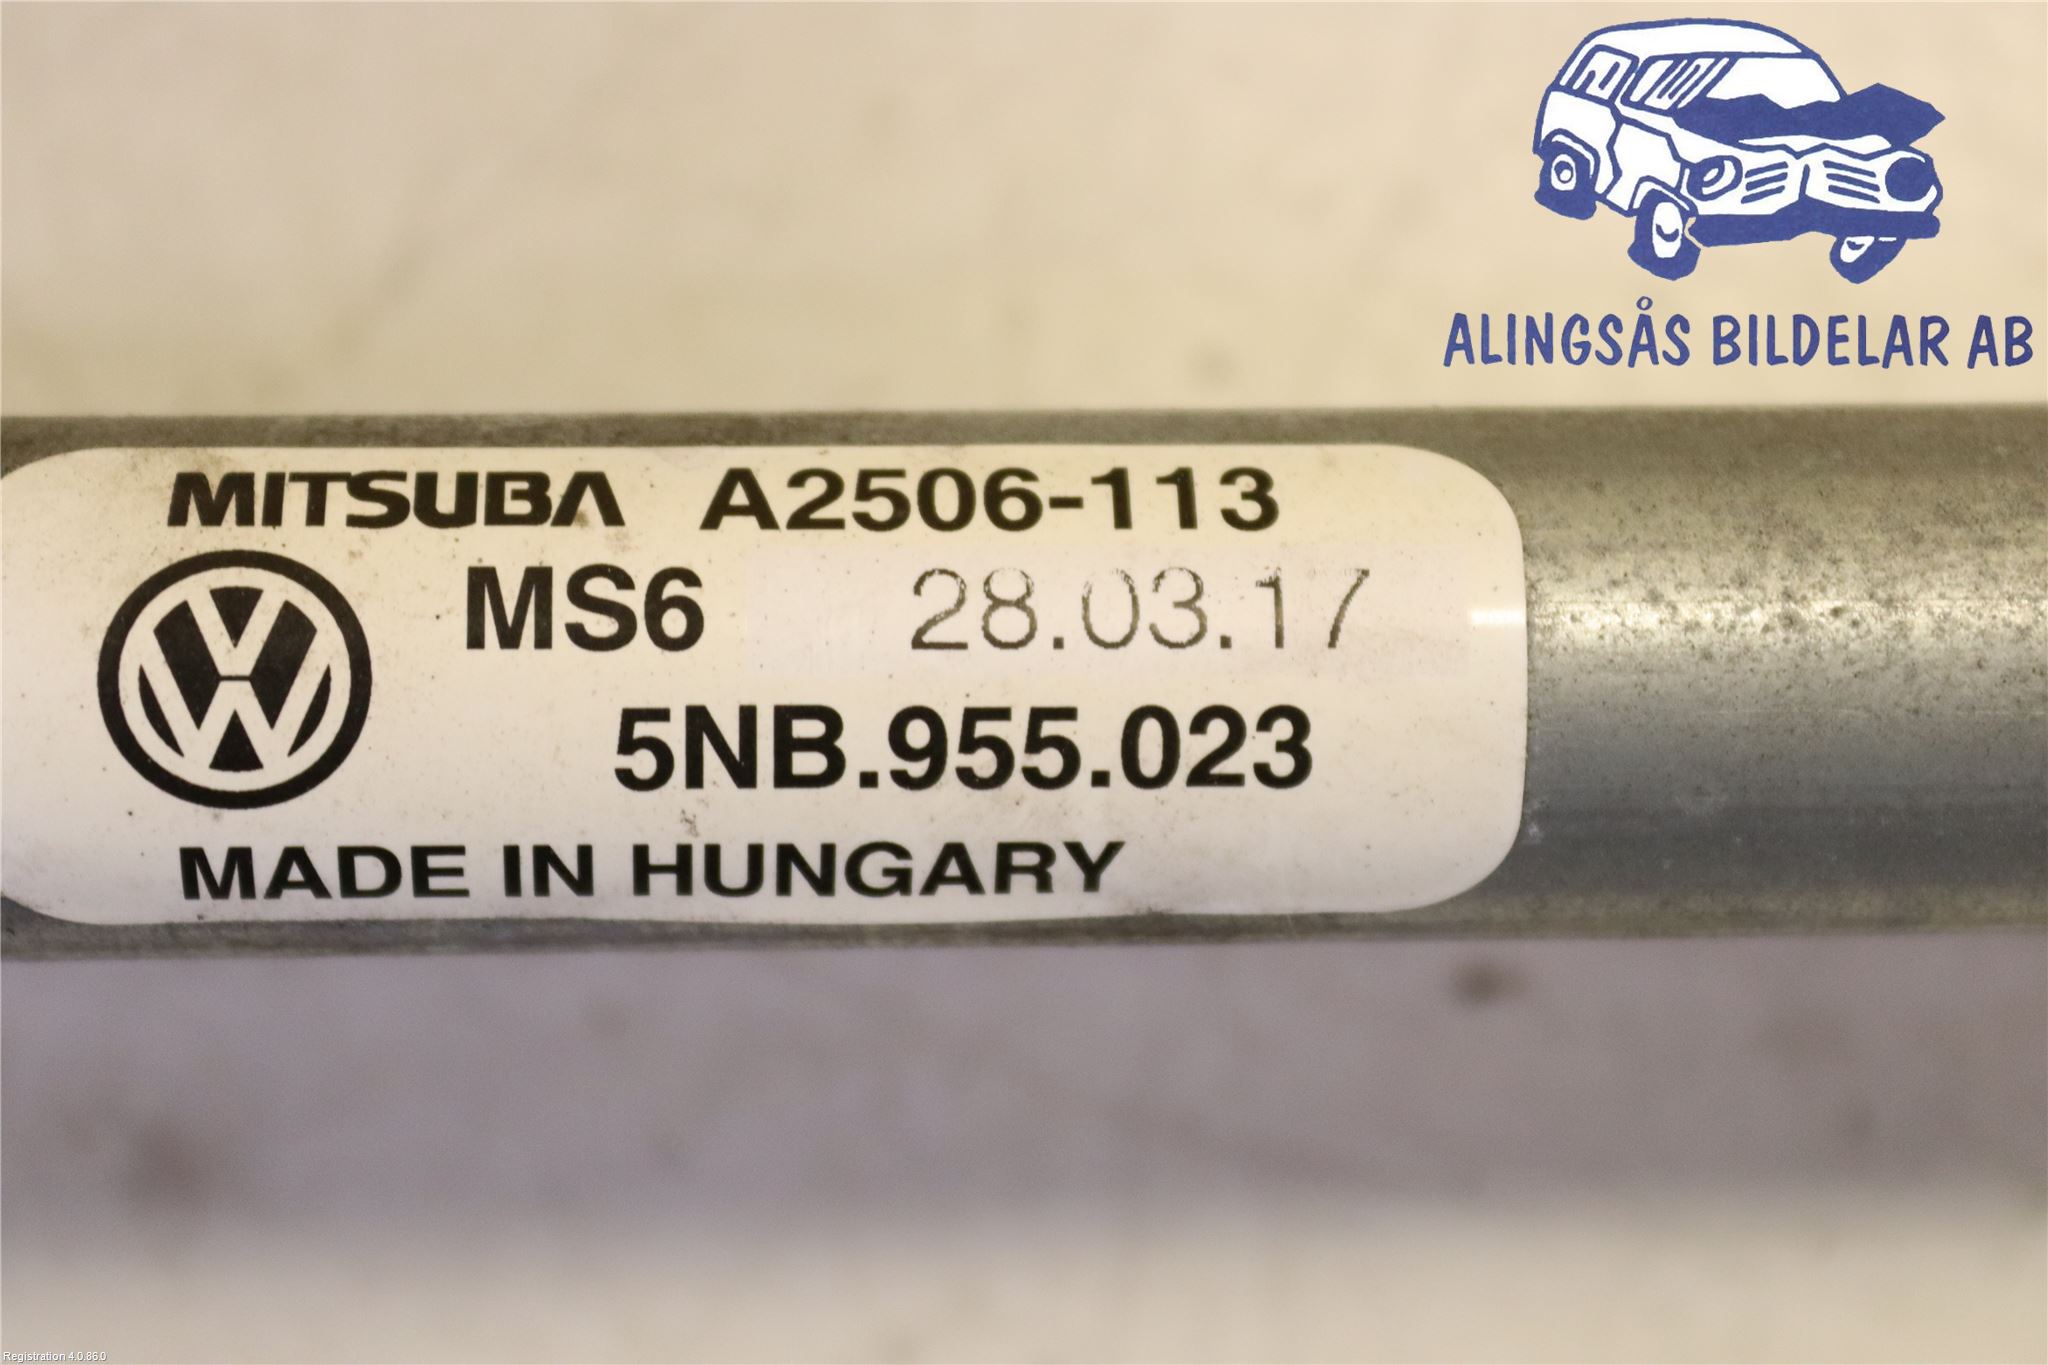 ALINGSÅS BILDELAR AB
MITSUBA A2506-113
MS6 28.03.17
5NB.955.023
MADE IN HUNGARY
Registration 4.0.86.0